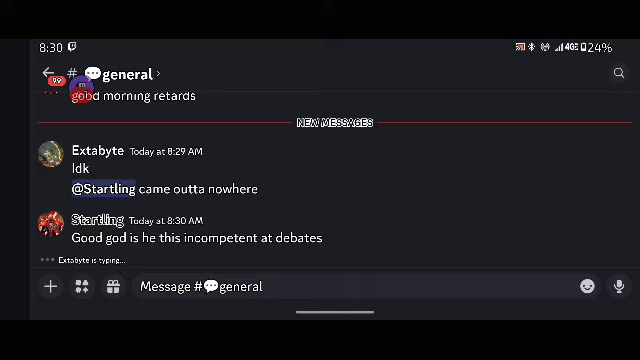 8:30
4GE 24%
# 💬general ›
99
good morning retards
NEW MESSAGES
Extabyte Today at 8:29 AM
Idk
@Startling came outta nowhere
Startling Today at 8:30 AM
Good god is he this incompetent at debates
Extabyte is typing...
Message #💬general